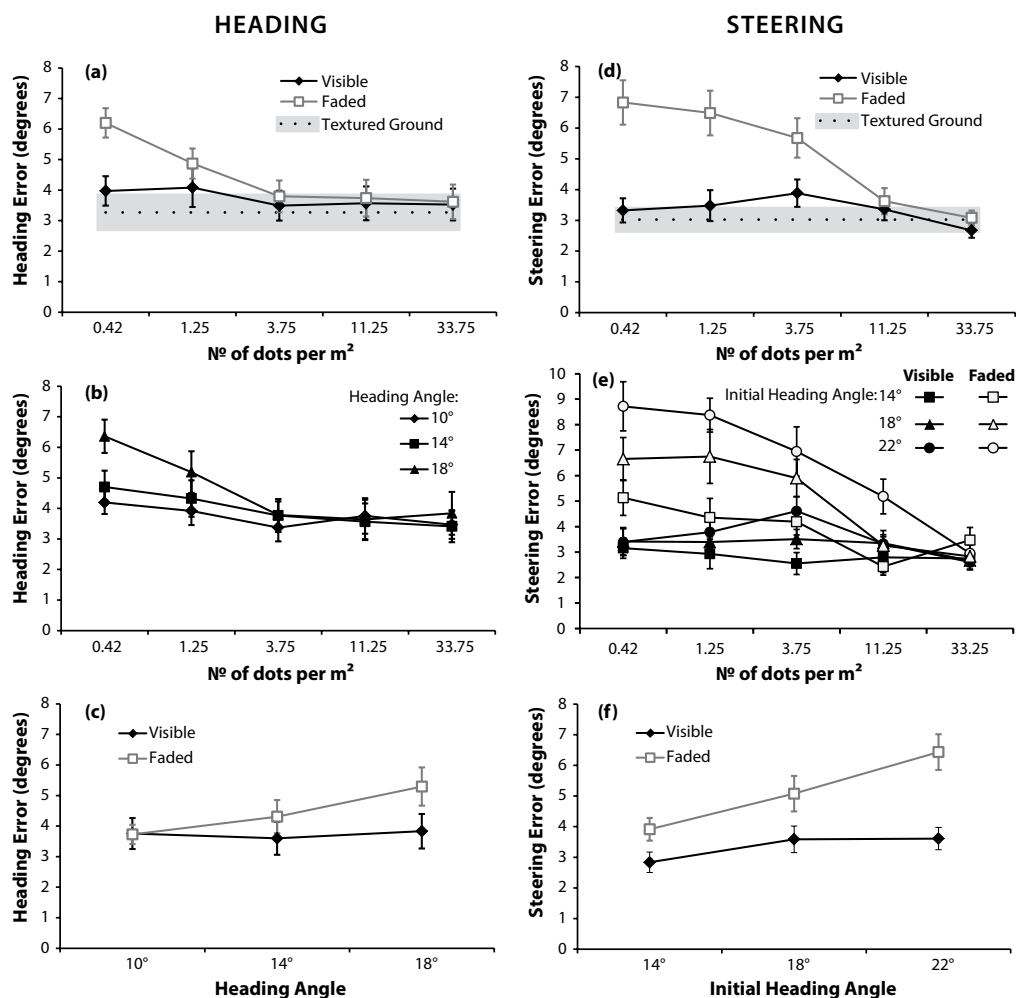 HEADING
STEERING
(a)
Visible
Faded
Textured Ground
Heading Error (degrees)
8
7
6
5
4
3
2
1
0
0.42 1.25 3.75 11.25 33.75
Nº of dots per m²
(d)
Visible
Faded
Textured Ground
Steering Error (degrees)
8
7
6
5
4
3
2
1
0
0.42 1.25 3.75 11.25 33.75
Nº of dots per m²
(b)
Heading Angle:
10°
14°
18°
Heading Error (degrees)
8
7
6
5
4
3
2
1
0
0.42 1.25 3.75 11.25 33.75
Nº of dots per m²
(e)
Visible Faded
Initial Heading Angle: 14°
18°
22°
Steering Error (degrees)
10
9
8
7
6
5
4
3
2
1
0
0.42 1.25 3.75 11.25 33.25
Nº of dots per m²
(c)
Visible
Faded
Heading Error (degrees)
8
7
6
5
4
3
2
1
0
10° 14° 18°
Heading Angle
(f)
Visible
Faded
Steering Error (degrees)
8
7
6
5
4
3
2
1
0
14° 18° 22°
Initial Heading Angle